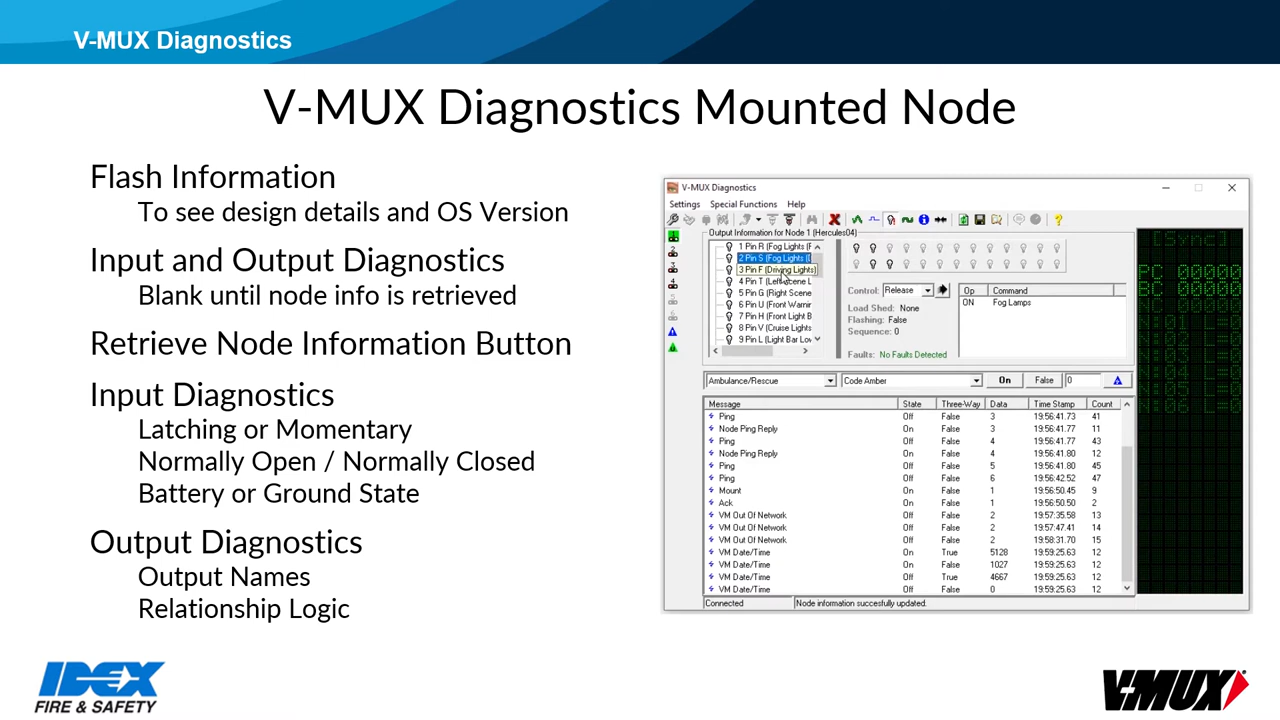 V-MUX Diagnostics
V-MUX Diagnostics Mounted Node
Flash Information
To see design details and OS Version
Input and Output Diagnostics
Blank until node info is retrieved
Retrieve Node Information Button
Input Diagnostics
Latching or Momentary
Normally Open / Normally Closed
Battery or Ground State
Output Diagnostics
Output Names
Relationship Logic
V-MUX Diagnostics
Settings Special Functions Help
Output Information for Node 1 (Hercules04)
1 Pin R (Fog Lights (F
2 Pin S (Fog Lights (
3 Pin F (Driving Lights)
4 Pin T (Left Scene L
5 Pin G (Right Scene
6 Pin U (Front Warnir
7 Pin H (Front Light B
8 Pin V (Cruise Lights
9 Pin L (Light Bar Lov
Control: Release
Load Shed: None
Flashing: False
Sequence: 0
Faults: No Faults Detected
Op Command
ON Fog Lamps
Ambulance/Rescue Code Amber On False 0
Message State Three-Way Data Time Stamp Count
Ping Off False 3 19:56:41.73 41
Node Ping Reply On False 3 19:56:41.77 11
Ping Off False 4 19:56:41.77 43
Node Ping Reply On False 4 19:56:41.80 12
Ping Off False 5 19:56:41.80 45
Ping Off False 6 19:56:42.52 47
Mount On False 1 19:56:50.45 9
Ack On False 1 19:56:50.50 2
VM Out Of Network Off False 2 19:57:35.58 13
VM Out Of Network Off False 2 19:57:47.41 14
VM Out Of Network Off False 2 19:58:31.70 15
VM Date/Time On True 5128 19:59:25.63 12
VM Date/Time On False 1027 19:59:25.63 12
VM Date/Time Off True 4667 19:59:25.63 12
VM Date/Time Off False 0 19:59:25.63 12
Connected Node information succesfully updated.
[Sync]
PC 00000
BC 00000
NC 00000
N:01 L=0
N:02 L=0
N:03 L=0
N:04 L=0
N:05 L=0
N:06 L=0
IDEX
FIRE & SAFETY
V-MUX